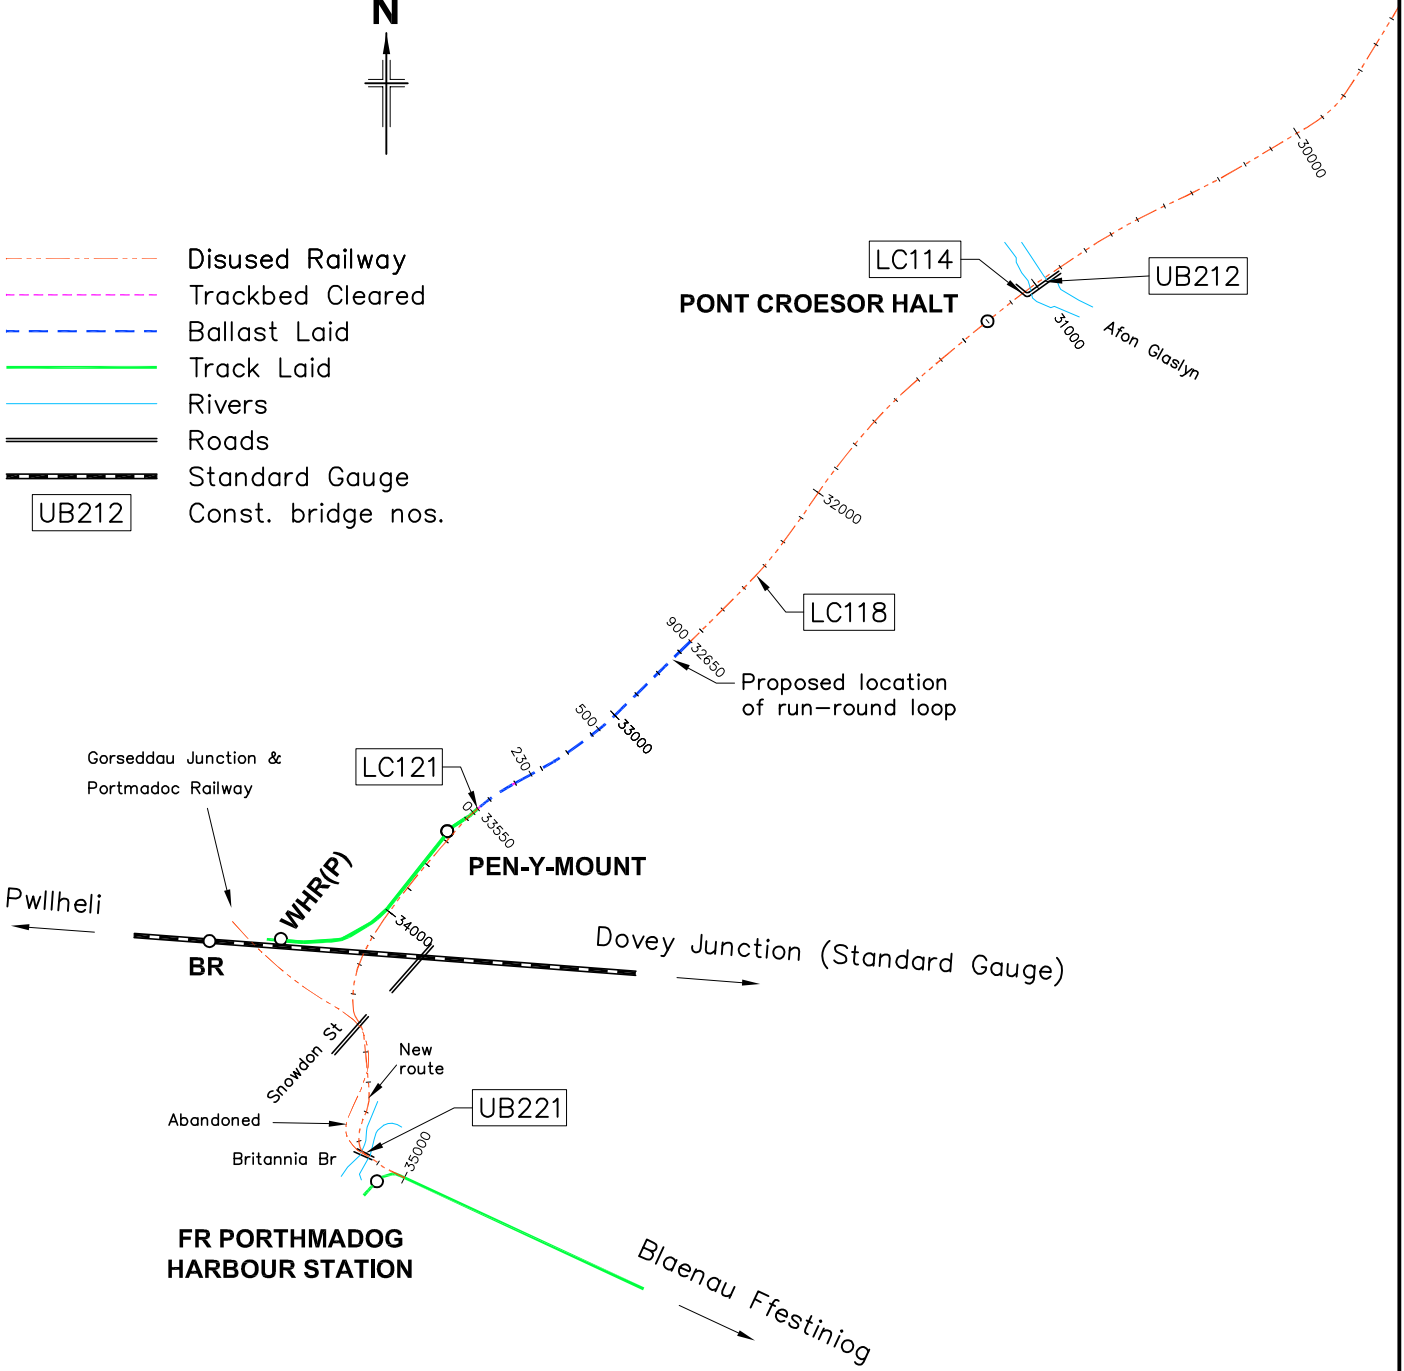 N
Disused Railway
Trackbed Cleared
Ballast Laid
Track Laid
Rivers
Roads
Standard Gauge
UB212
Const. bridge nos.
30000
LC114
UB212
PONT CROESOR HALT
31000
Afon Glaslyn
32000
LC118
900
32650
Proposed location
of run-round loop
500
33000
230
Gorseddau Junction &
Portmadoc Railway
LC121
0
33550
PEN-Y-MOUNT
WHR(P)
Pwllheli
34000
BR
Dovey Junction (Standard Gauge)
Snowdon St
New
route
Abandoned
UB221
Britannia Br
35000
FR PORTHMADOG
HARBOUR STATION
Blaenau Ffestiniog